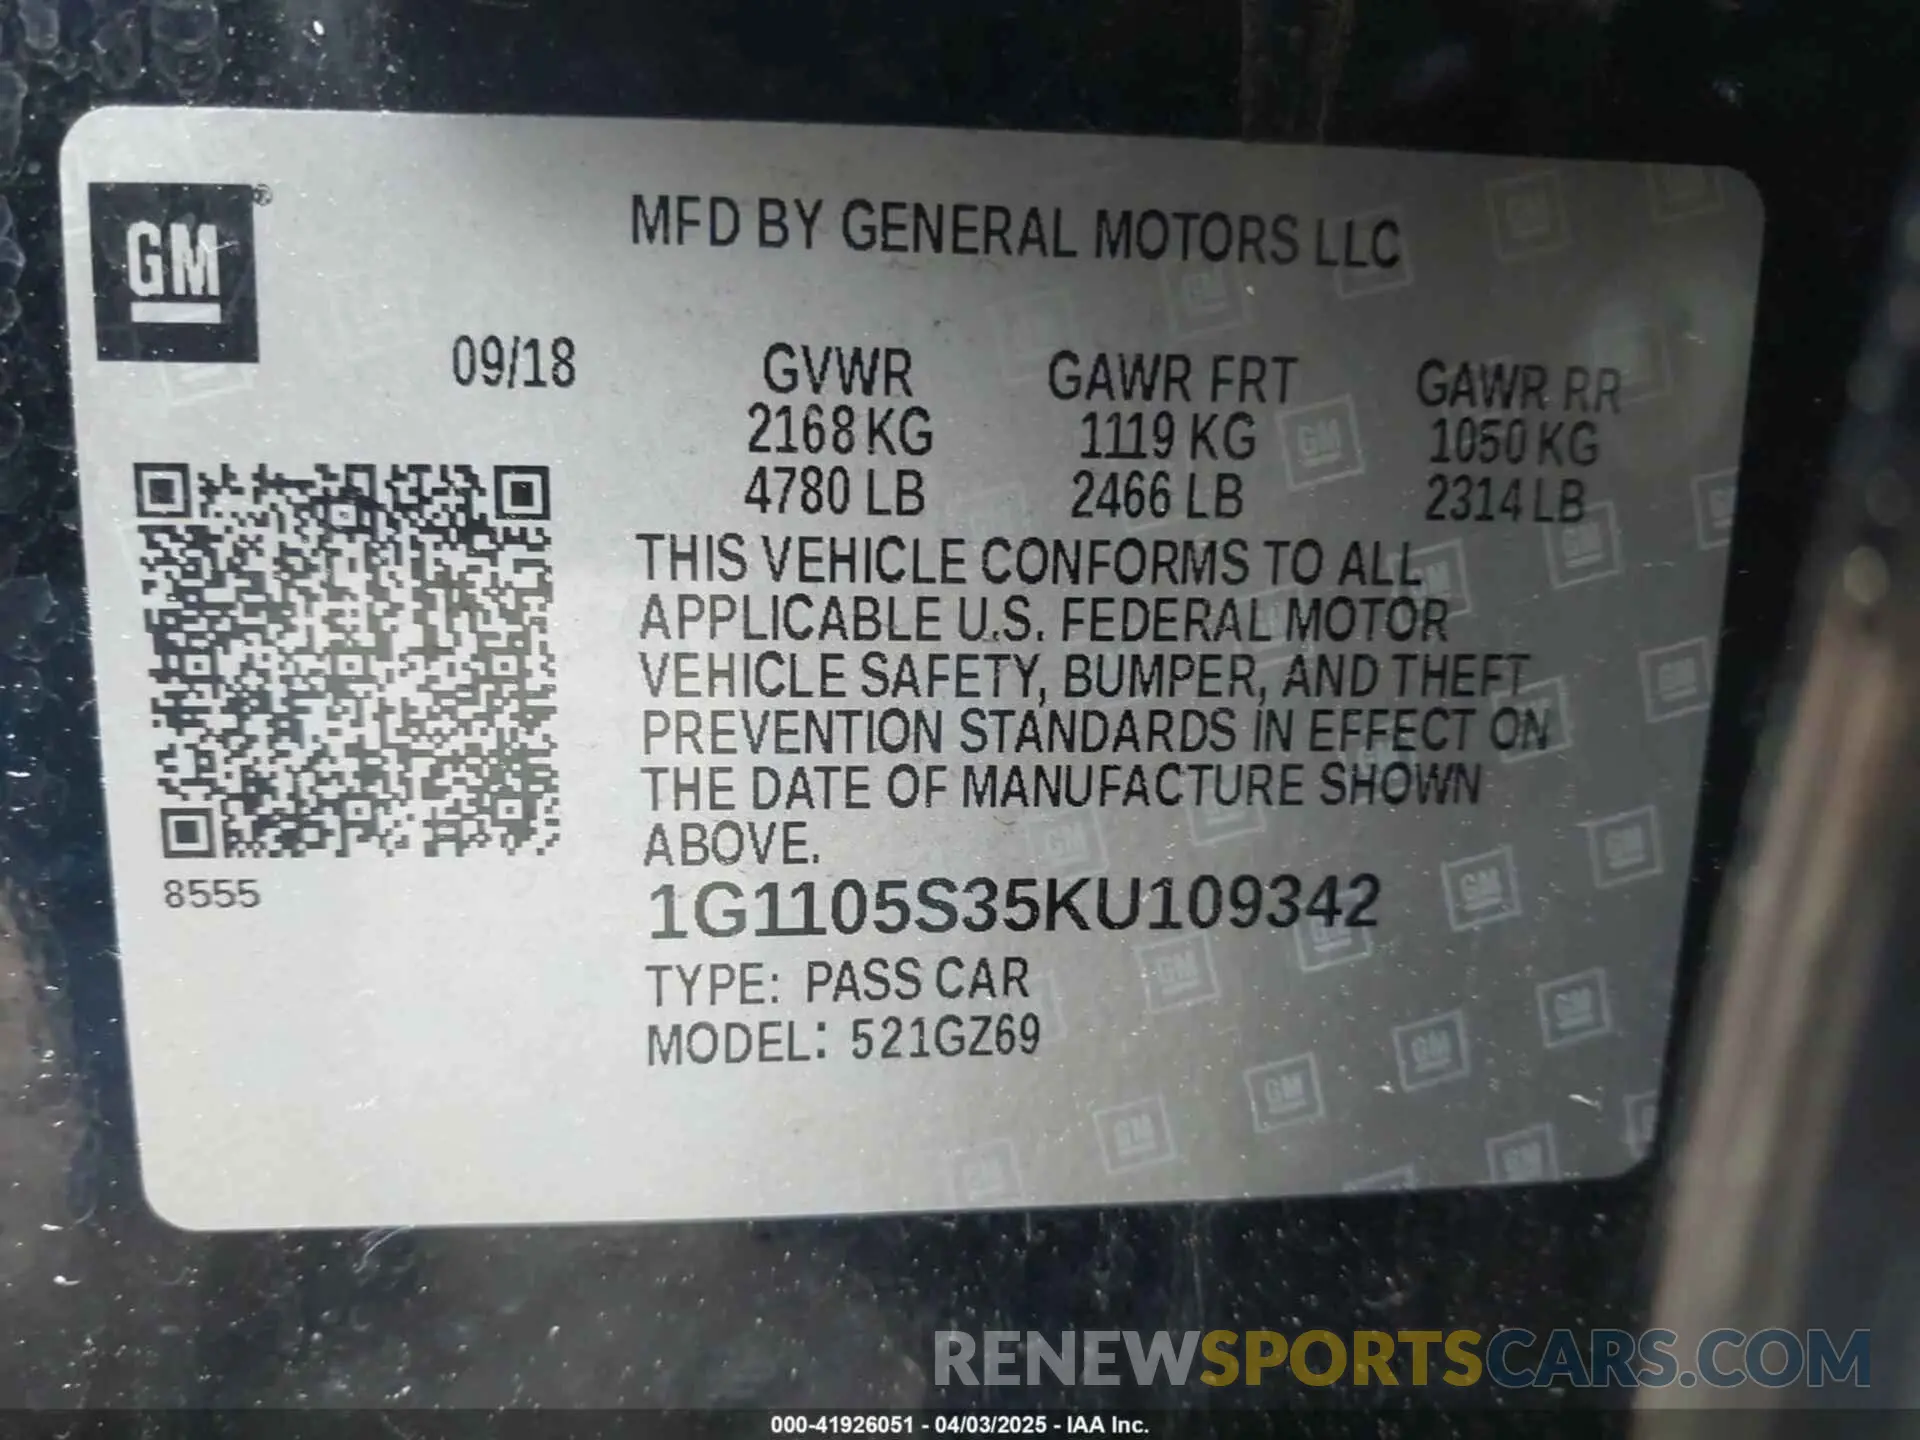 GM®
MFD BY GENERAL MOTORS LLC
09/18 GVWR GAWR FRT GAWR RR
2168 KG 1119 KG 1050 KG
4780 LB 2466 LB 2314 LB
THIS VEHICLE CONFORMS TO ALL
APPLICABLE U.S. FEDERAL MOTOR
VEHICLE SAFETY, BUMPER, AND THEFT
PREVENTION STANDARDS IN EFFECT ON
THE DATE OF MANUFACTURE SHOWN
ABOVE.
8555
1G1105S35KU109342
TYPE: PASS CAR
MODEL: 521GZ69
RENEWSPORTSCARS.COM
000-41926051 - 04/03/2025 - IAA Inc.